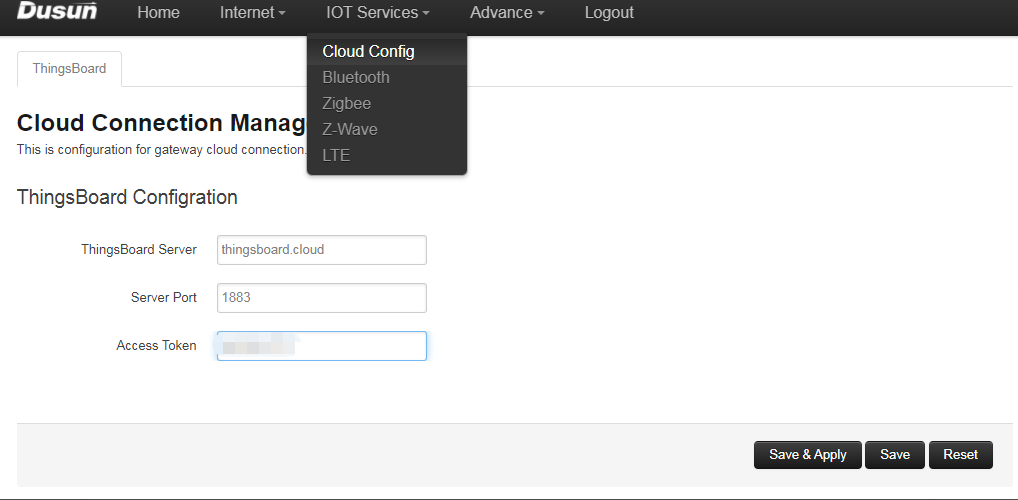 Dusun Home Internet IOT Services Advance Logout
Cloud Config
ThingsBoard
Bluetooth
Zigbee
Cloud Connection Manag
Z-Wave
This is configuration for gateway cloud connection.
LTE
ThingsBoard Configration
ThingsBoard Server thingsboard.cloud
Server Port 1883
Access Token
Save & Apply Save Reset